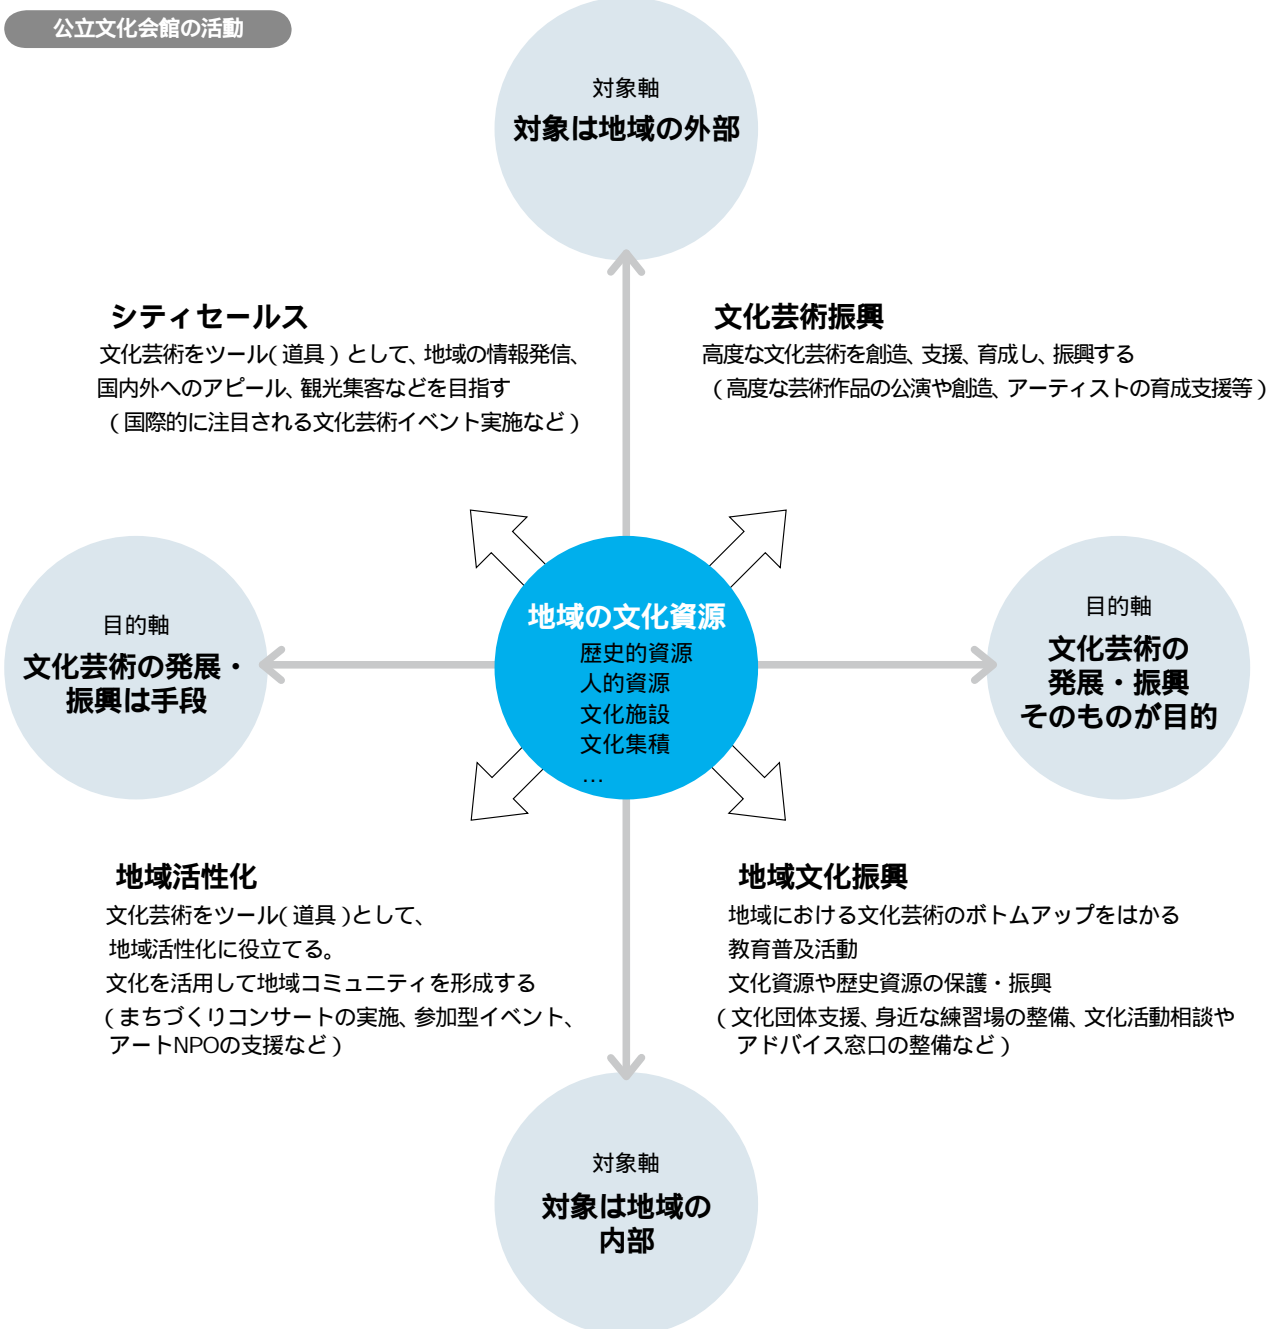 公立文化会館の活動
対象軸
対象は地域の外部
シティセールス
文化芸術をツール(道具)として、地域の情報発信、
国内外へのアピール、観光集客などを目指す
(国際的に注目される文化芸術イベント実施など)
文化芸術振興
高度な文化芸術を創造、支援、育成し、振興する
(高度な芸術作品の公演や創造、アーティストの育成支援等)
目的軸
文化芸術の発展・
振興は手段
地域の文化資源
歴史的資源
人的資源
文化施設
文化集積
…
目的軸
文化芸術の
発展・振興
そのものが目的
地域活性化
文化芸術をツール(道具)として、
地域活性化に役立てる。
文化を活用して地域コミュニティを形成する
(まちづくりコンサートの実施、参加型イベント、
アートNPOの支援など)
地域文化振興
地域における文化芸術のボトムアップをはかる
教育普及活動
文化資源や歴史資源の保護・振興
(文化団体支援、身近な練習場の整備、文化活動相談や
アドバイス窓口の整備など)
対象軸
対象は地域の
内部